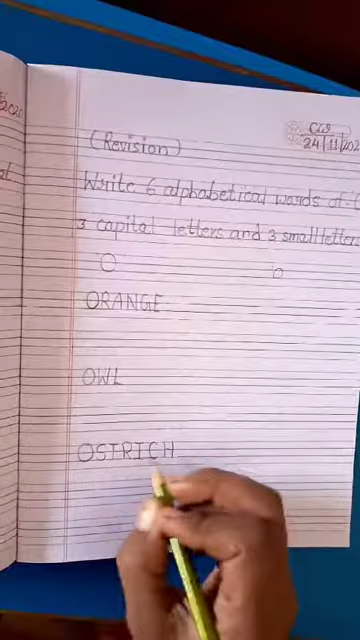 CW
24/11/202
(Revision)
Write 6 alphabetical words of-(
3 capital letters and 3 small letters
O o
ORANGE
OWL
OSTRICH